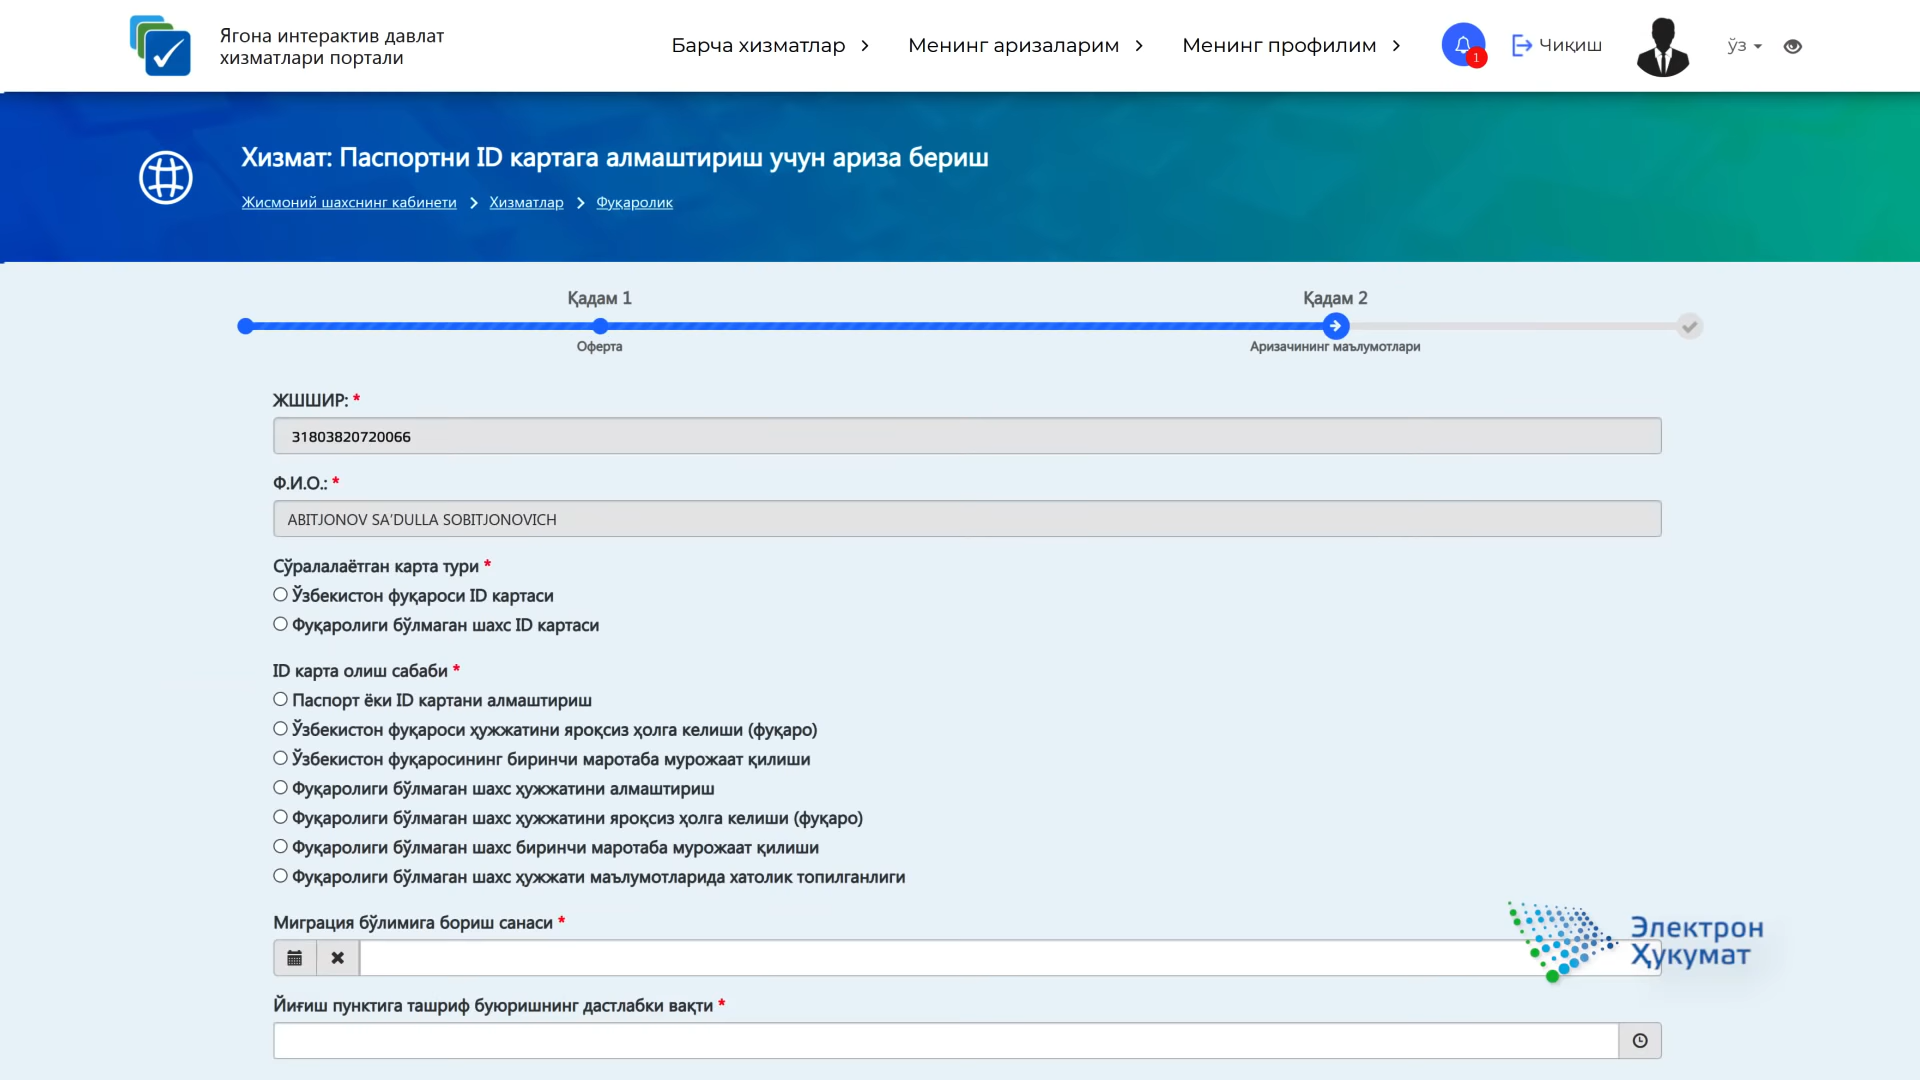 Ягона интерактив давлат
хизматлари портали
Барча хизматлар
Менинг аризаларим
Менинг профилим
1
Чиқиш
ўз
Хизмат: Паспортни ID картага алмаштириш учун ариза бериш
Жисмоний шахснинг кабинети
Хизматлар
Фуқаролик
Қадам 1
Қадам 2
Оферта
Аризачининг маълумотлари
ЖШШИР: *
31803820720066
Ф.И.О.: *
ABITJONOV SA‘DULLA SOBITJONOVICH
Сўралалаётган карта тури *
Ўзбекистон фуқароси ID картаси
Фуқаролиги бўлмаган шахс ID картаси
ID карта олиш сабаби *
Паспорт ёки ID картани алмаштириш
Ўзбекистон фуқароси ҳужжатини яроқсиз ҳолга келиши (фуқаро)
Ўзбекистон фуқаросининг биринчи маротаба мурожаат қилиши
Фуқаролиги бўлмаган шахс ҳужжатини алмаштириш
Фуқаролиги бўлмаган шахс ҳужжатини яроқсиз ҳолга келиши (фуқаро)
Фуқаролиги бўлмаган шахс биринчи маротаба мурожаат қилиши
Фуқаролиги бўлмаган шахс ҳужжати маълумотларида хатолик топилганлиги
Миграция бўлимига бориш санаси *
Электрон
Ҳукумат
Йиғиш пунктига ташриф буюришнинг дастлабки вақти *